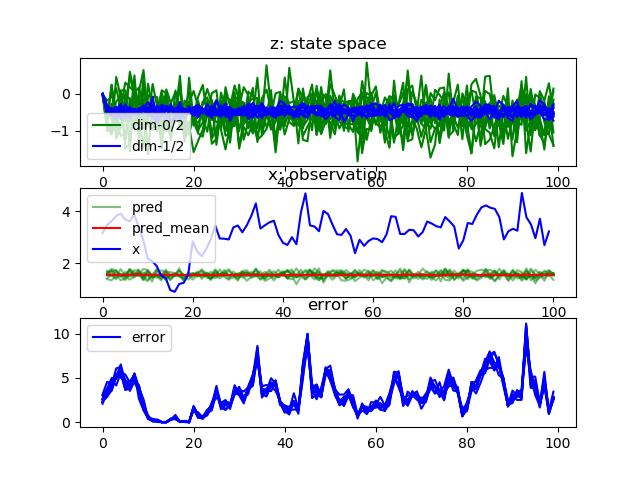 z: state space
0
−1
dim-0/2
dim-1/2
0 20 40 60 80 100
x: observation
4
2
pred
pred_mean
x
0 20 40 60 80 100
error
10
5
0
error
0 20 40 60 80 100